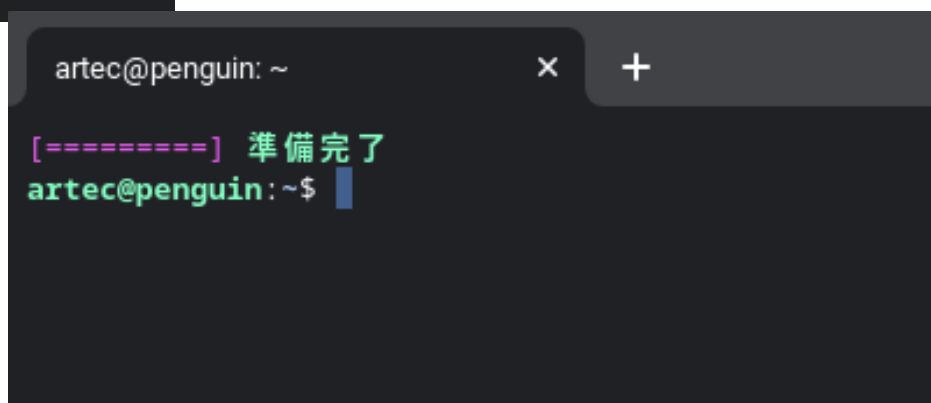 artec@penguin: ~
[=========] 準備完了
artec@penguin:~$